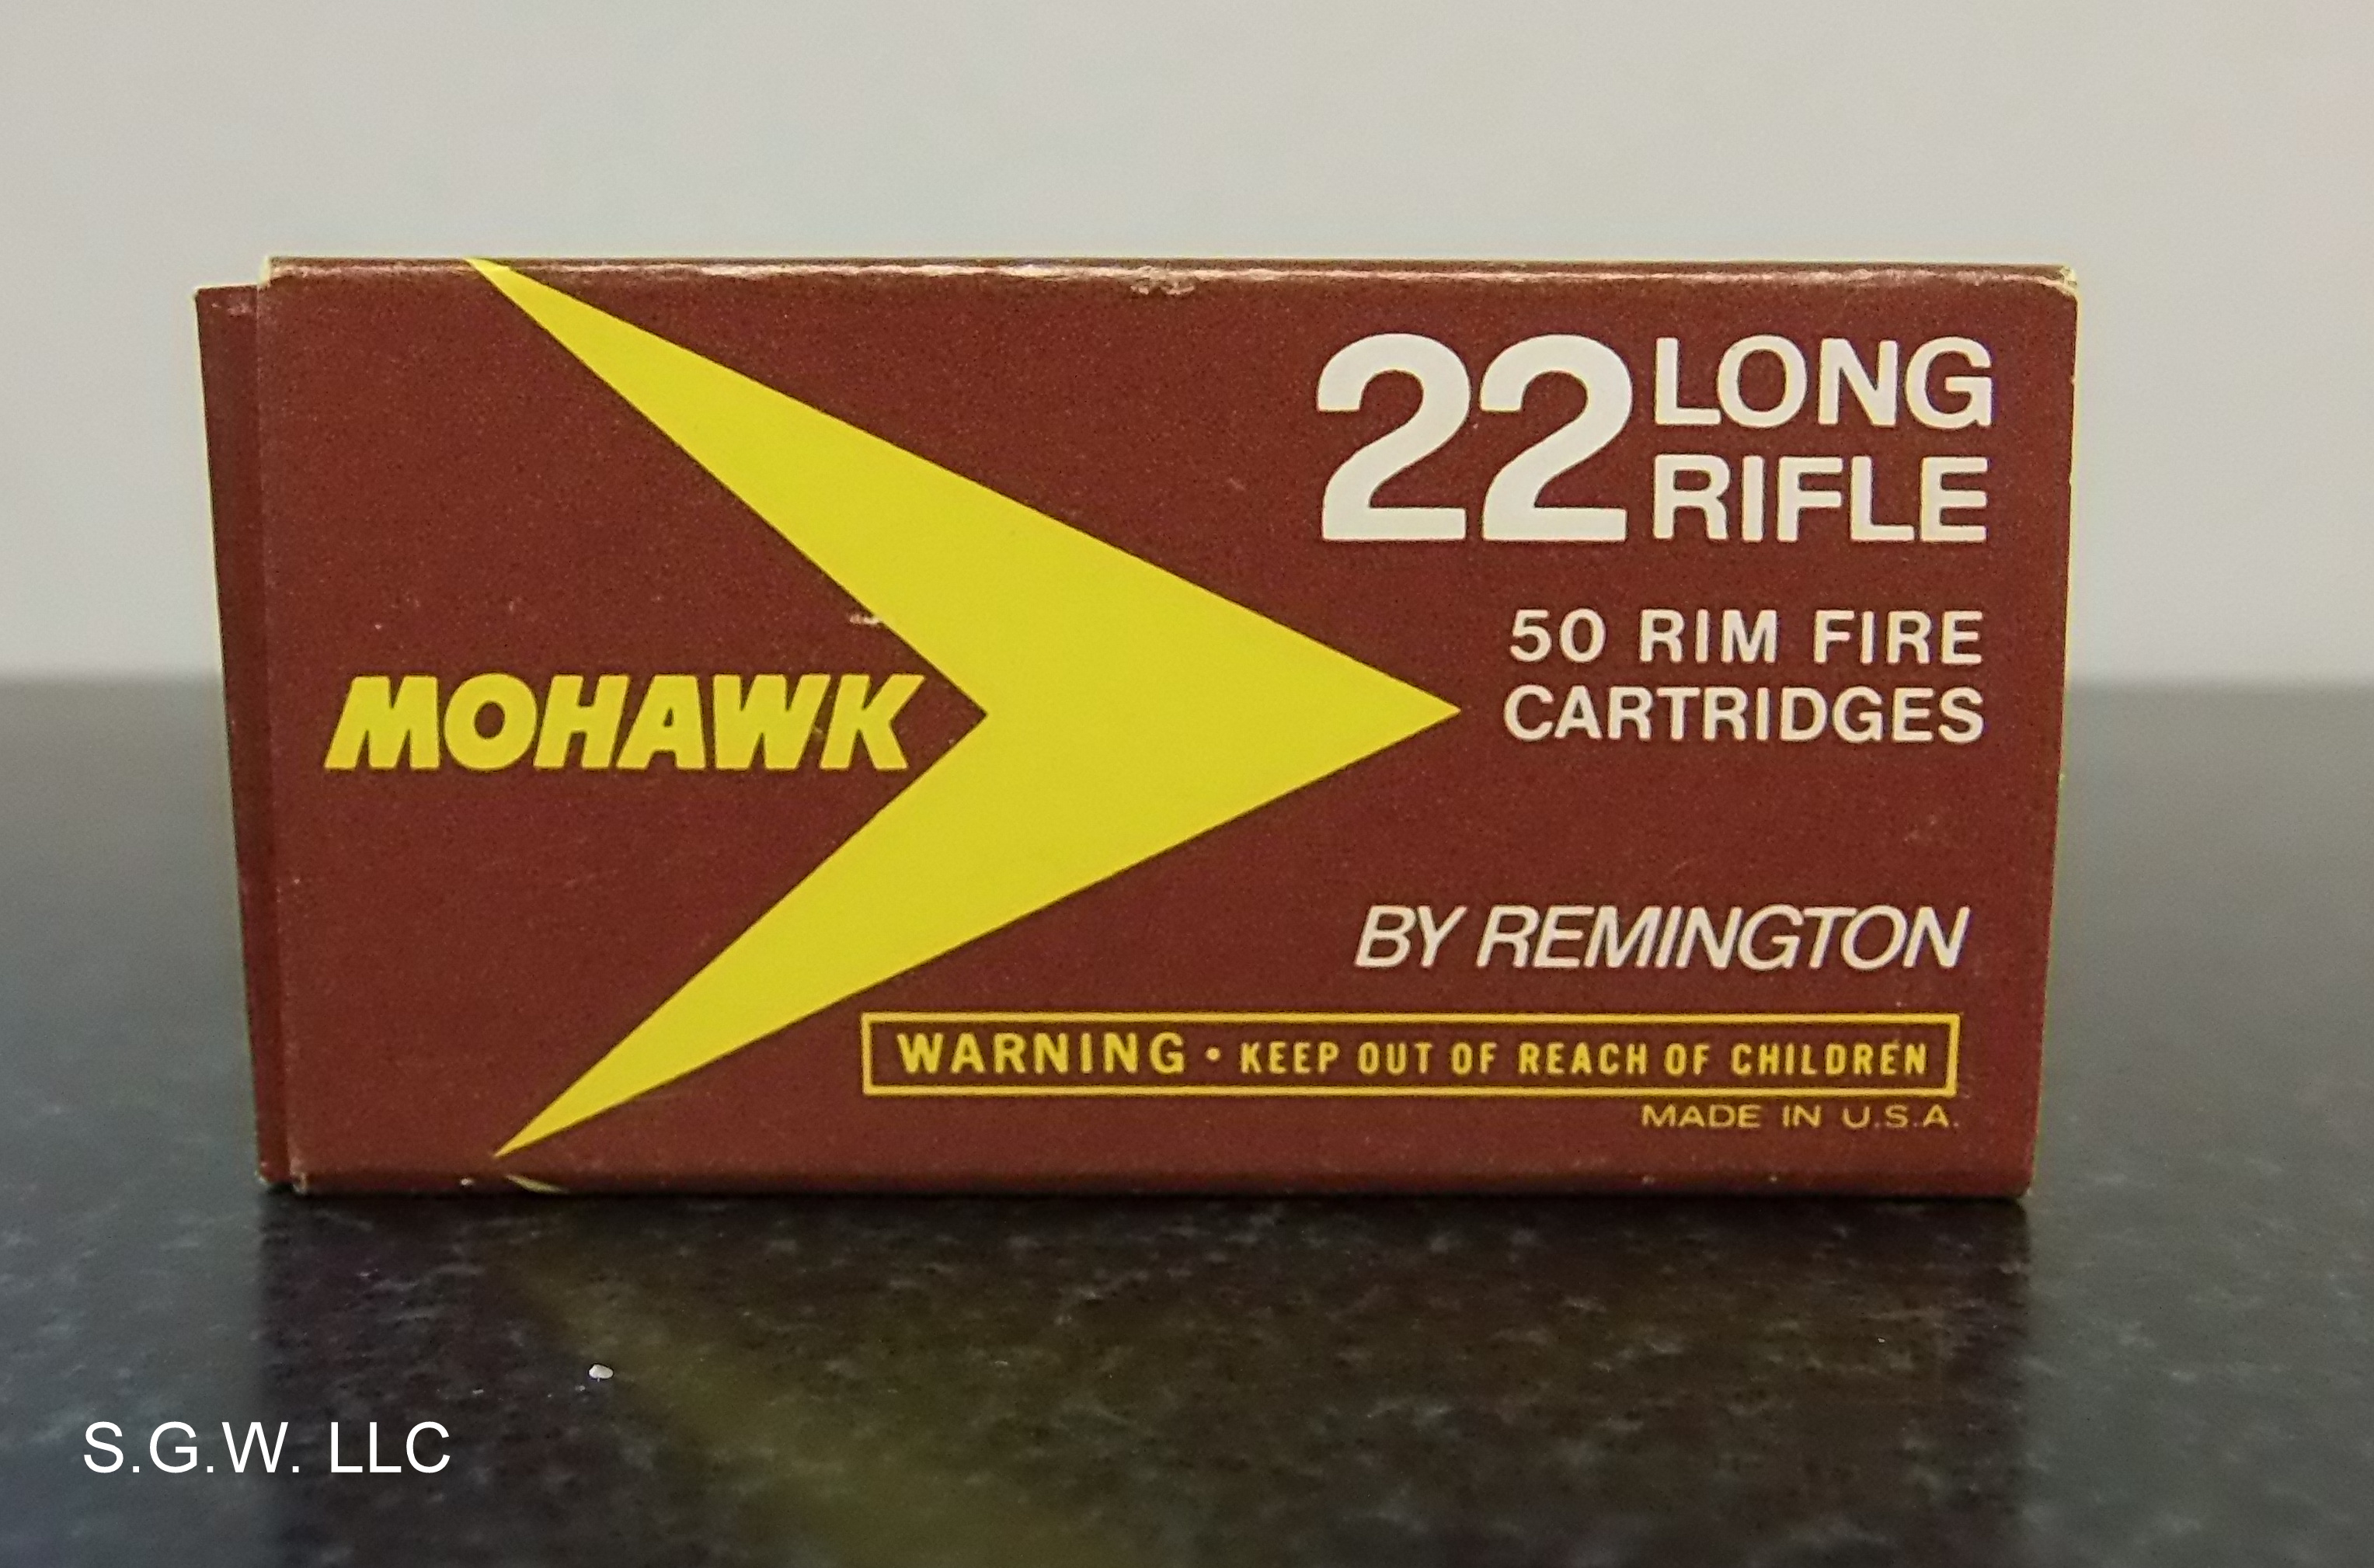 MOHAWK
22 LONG
RIFLE
50 RIM FIRE
CARTRIDGES
BY REMINGTON
WARNING • KEEP OUT OF REACH OF CHILDREN
MADE IN U.S.A.
S.G.W. LLC